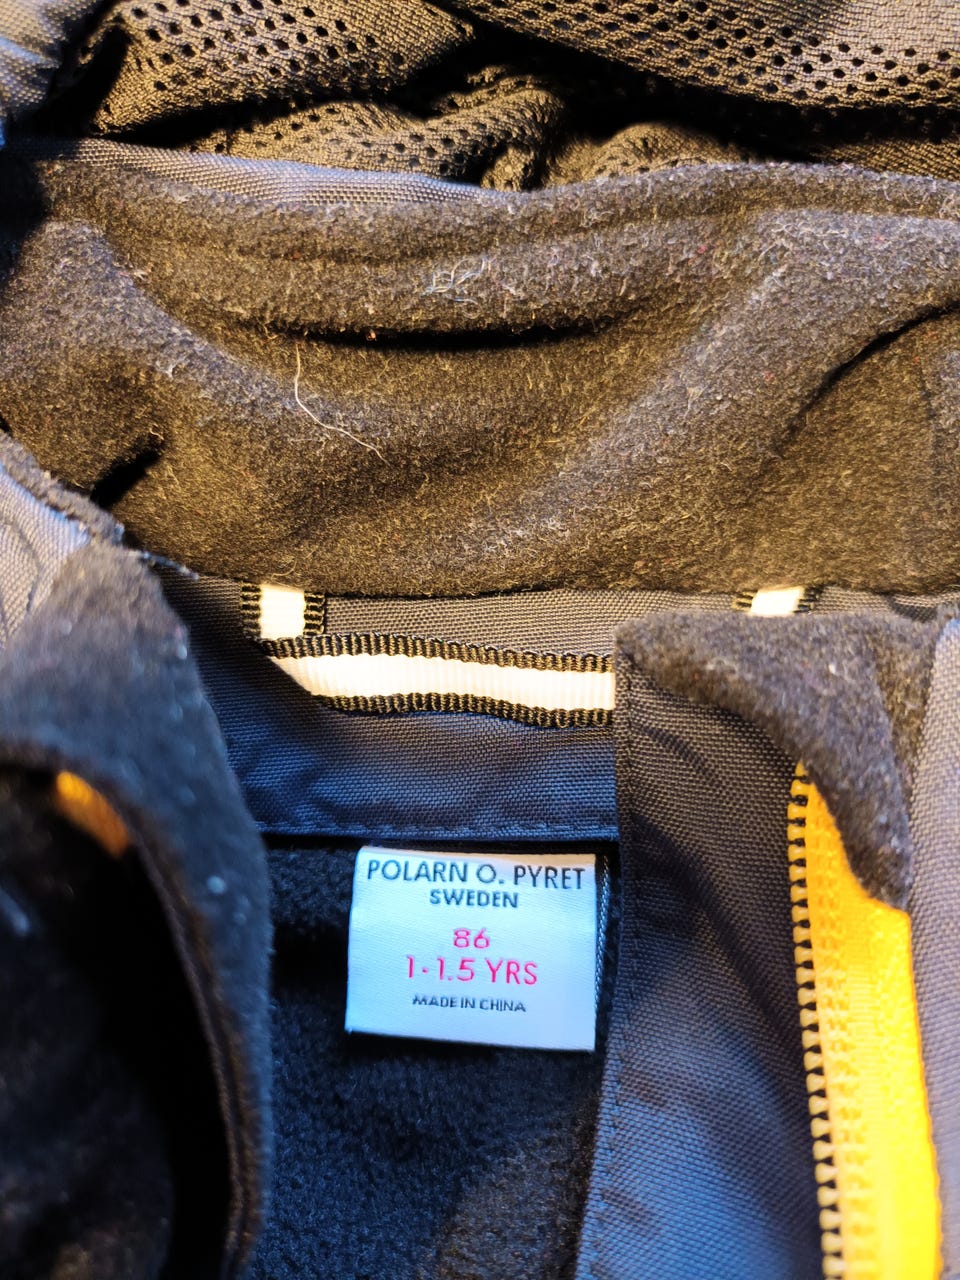 POLARN O. PYRET
SWEDEN
86
1-1.5 YRS
MADE IN CHINA